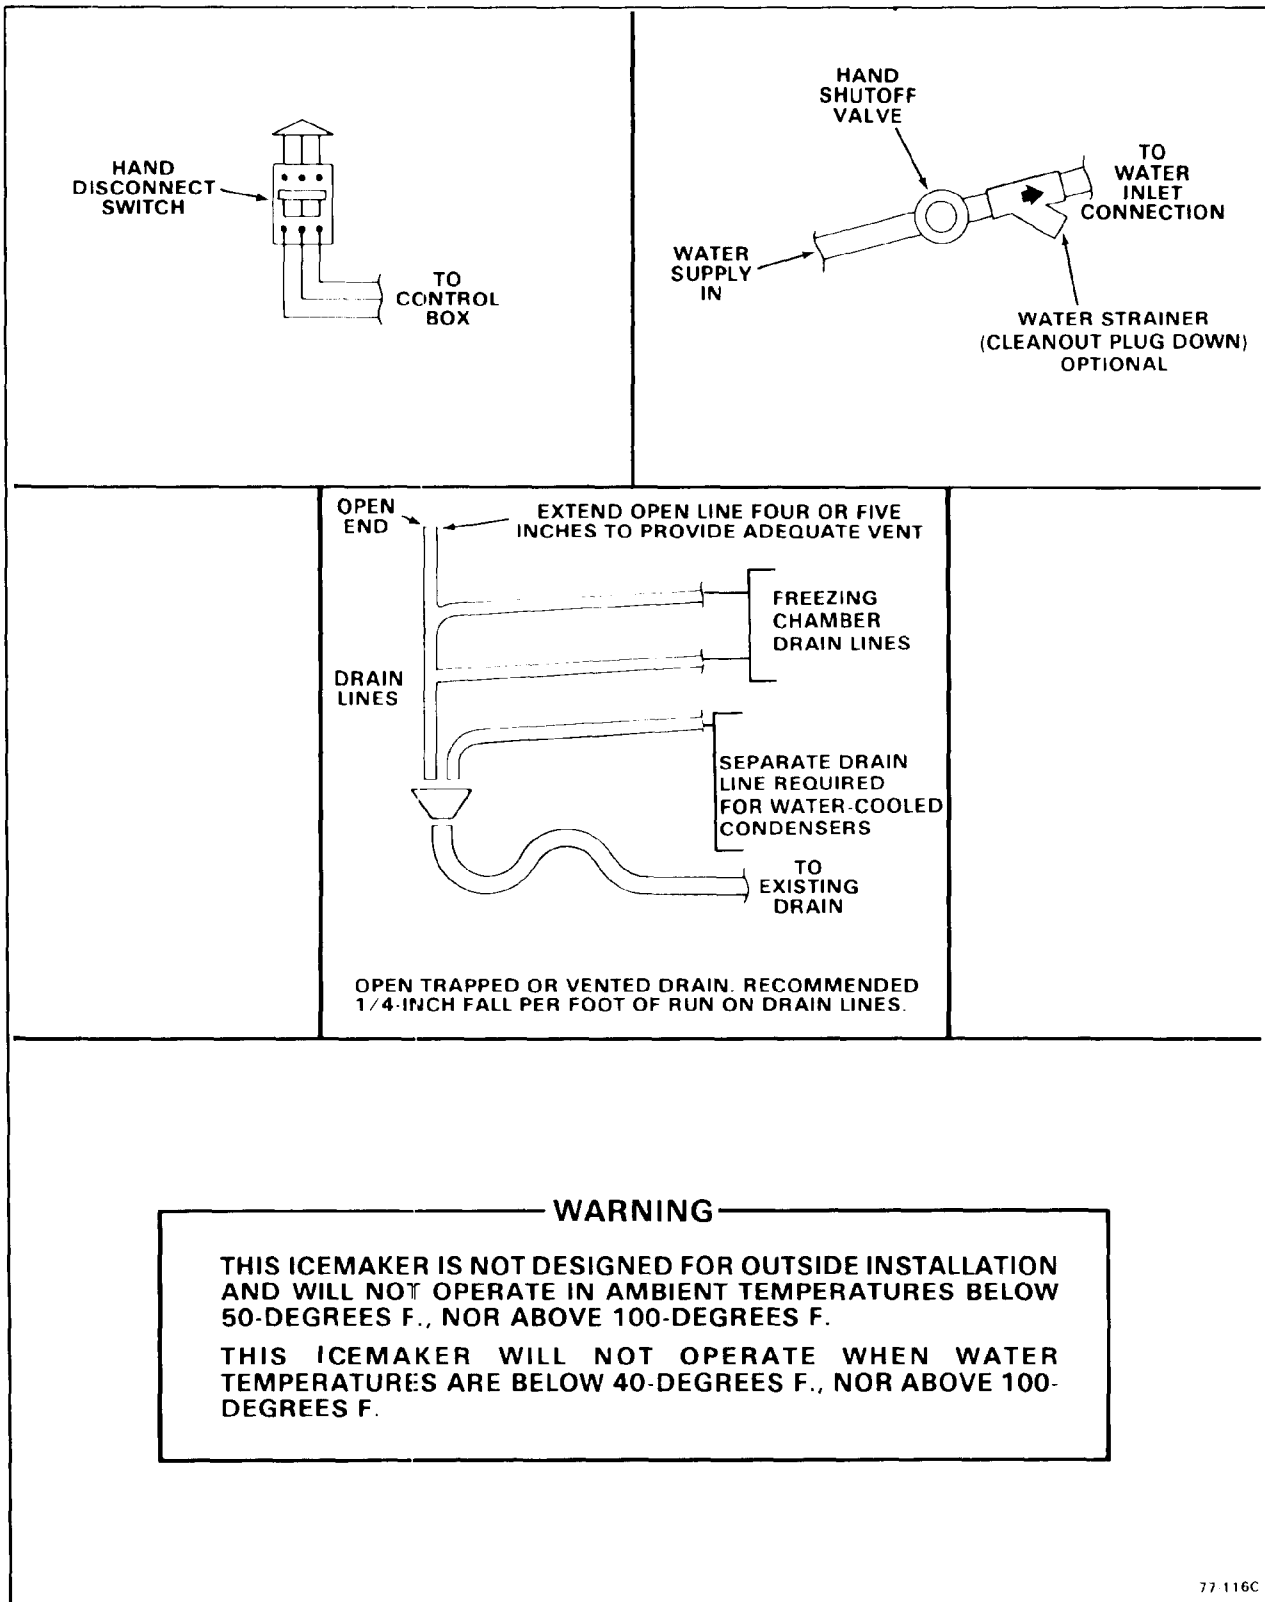 HAND
DISCONNECT
SWITCH
TO
CONTROL
BOX
HAND
SHUTOFF
VALVE
TO
WATER
INLET
CONNECTION
WATER
SUPPLY
IN
WATER STRAINER
(CLEANOUT PLUG DOWN)
OPTIONAL
OPEN
END
EXTEND OPEN LINE FOUR OR FIVE
INCHES TO PROVIDE ADEQUATE VENT
FREEZING
CHAMBER
DRAIN LINES
DRAIN
LINES
SEPARATE DRAIN
LINE REQUIRED
FOR WATER-COOLED
CONDENSERS
TO
EXISTING
DRAIN
OPEN TRAPPED OR VENTED DRAIN. RECOMMENDED
1/4-INCH FALL PER FOOT OF RUN ON DRAIN LINES.
WARNING
THIS ICEMAKER IS NOT DESIGNED FOR OUTSIDE INSTALLATION
AND WILL NOT OPERATE IN AMBIENT TEMPERATURES BELOW
50-DEGREES F., NOR ABOVE 100-DEGREES F.
THIS ICEMAKER WILL NOT OPERATE WHEN WATER
TEMPERATURES ARE BELOW 40-DEGREES F., NOR ABOVE 100-
DEGREES F.
77-116C